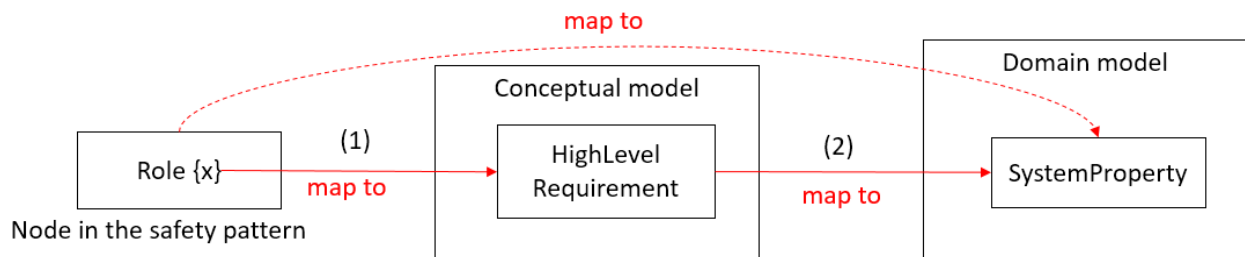 map to
Domain model
Conceptual model
Role {x}
(1)
map to
HighLevel
Requirement
(2)
map to
SystemProperty
Node in the safety pattern